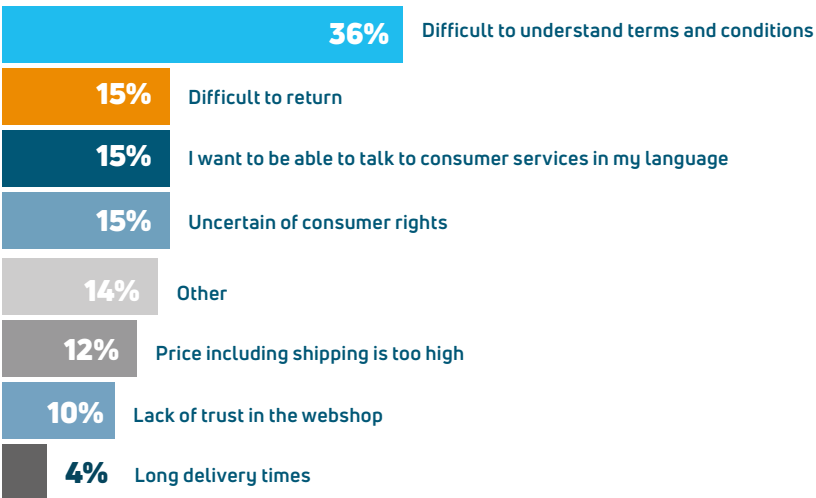 36% Difficult to understand terms and conditions
15% Difficult to return
15% I want to be able to talk to consumer services in my language
15% Uncertain of consumer rights
14% Other
12% Price including shipping is too high
10% Lack of trust in the webshop
4% Long delivery times